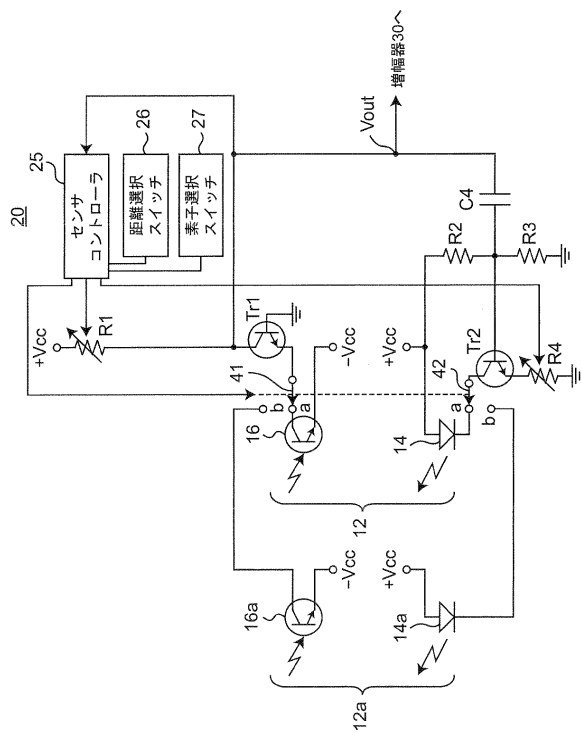 20
25
センサ
コントローラ
26
距離選択
スイッチ
27
素子選択
スイッチ
+Vcc
R1
Tr1
41
b
a
16
−Vcc
+Vcc
14
12
Vout
増幅器30へ
C4
R2
R3
Tr2
42
a
b
R4
16a
−Vcc
+Vcc
14a
12a